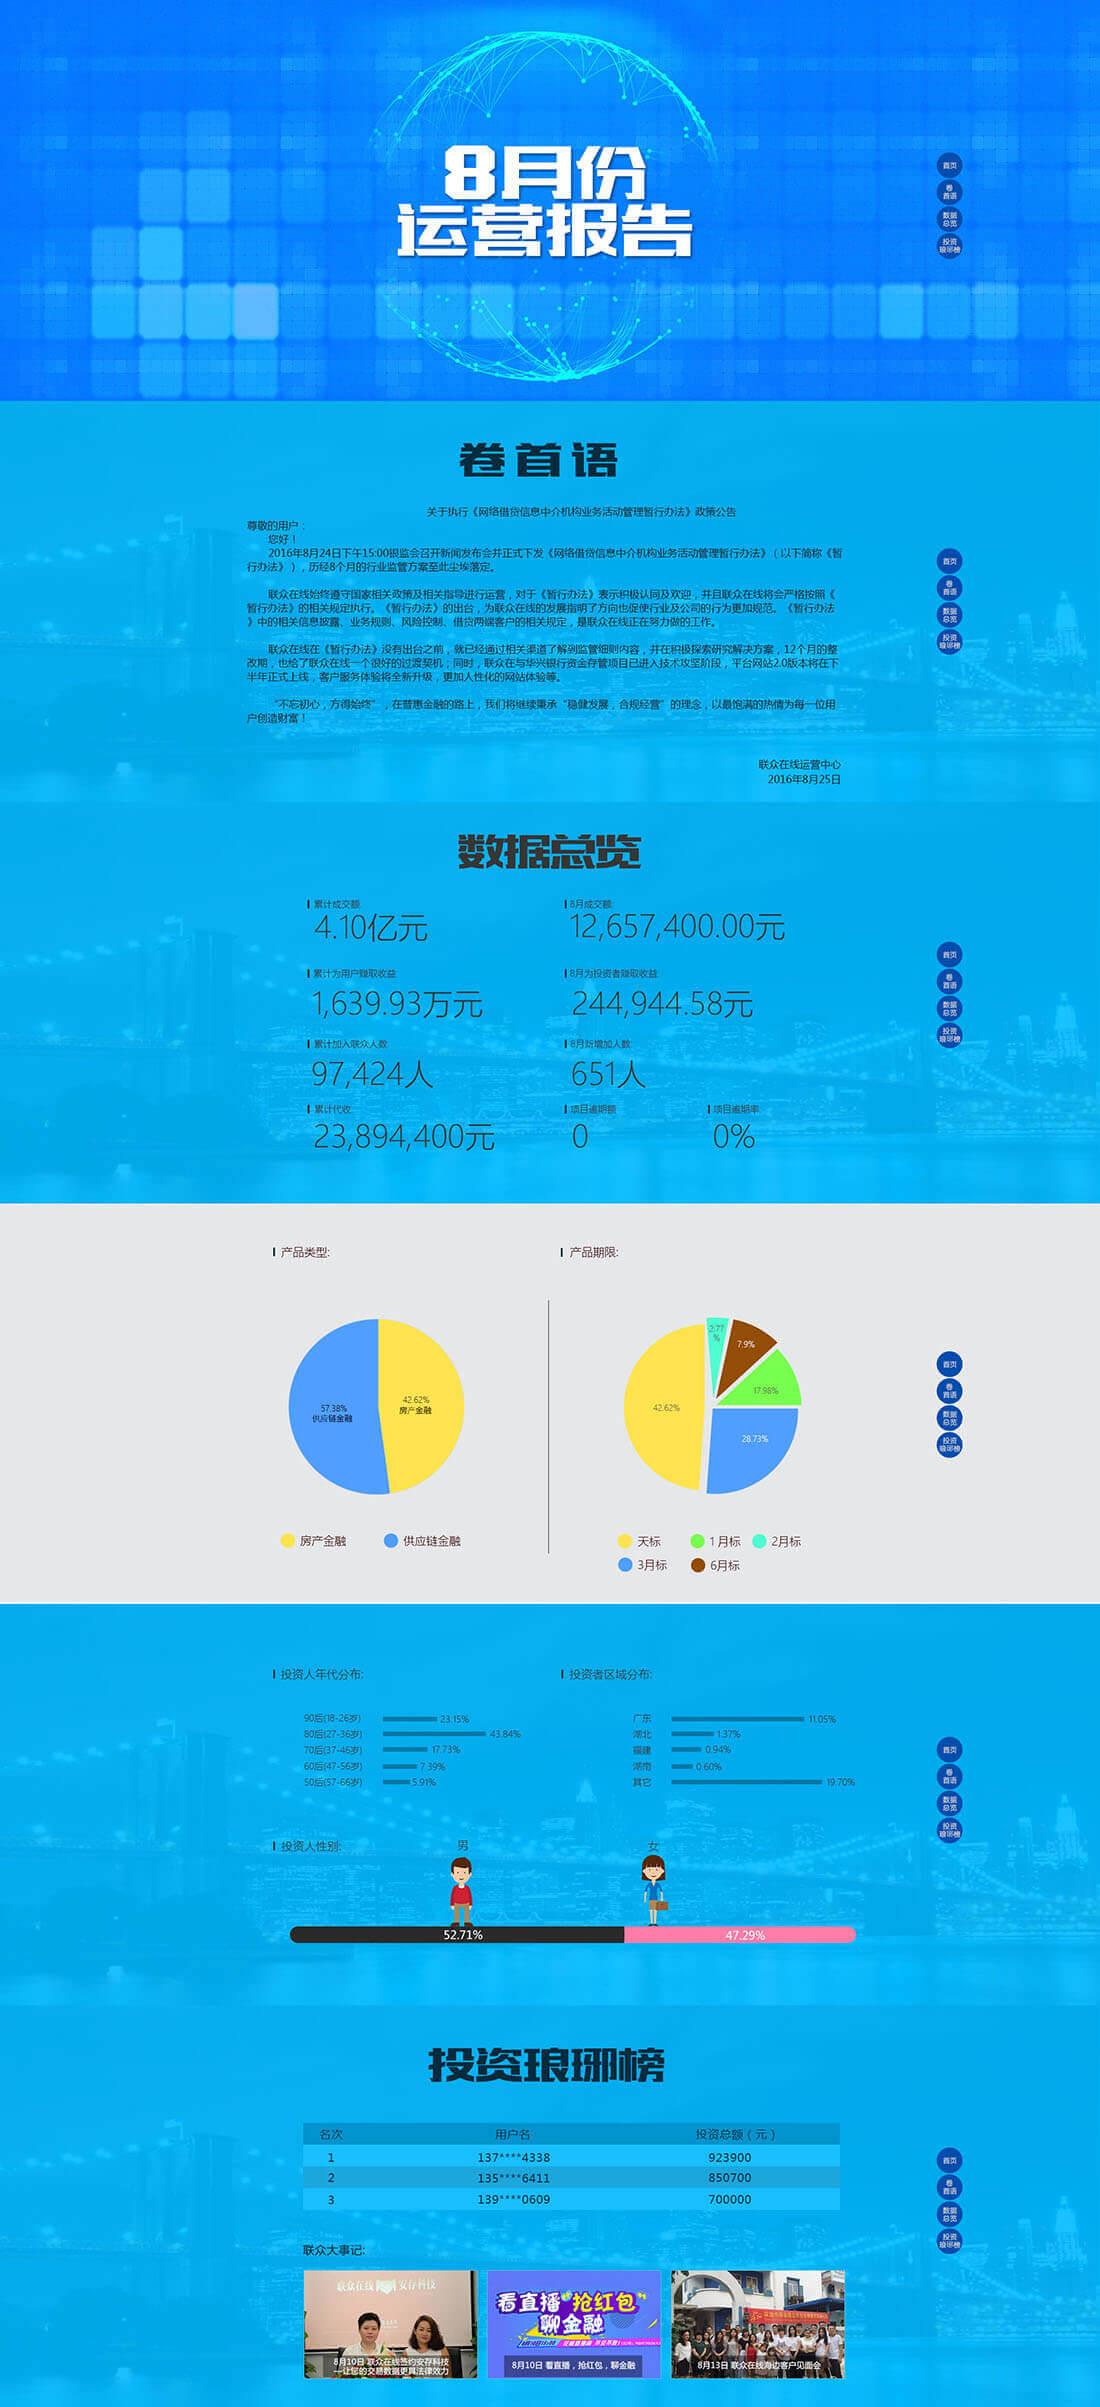 8月份
运营报告
首页
卷
首语
数据
总览
投资
琅琊榜
卷首语
关于执行《网络借贷信息中介机构业务活动管理暂行办法》政策公告
尊敬的用户：
您好！
2016年8月24日下午15:00银监会召开新闻发布会并正式下发《网络借贷信息中介机构业务活动管理暂行办法》（以下简称《暂
行办法》），历经8个月的行业监管方案至此尘埃落定。
联众在线始终遵守国家相关政策及相关指导进行运营，对于《暂行办法》表示积极认同及欢迎，并且联众在线将会严格按照《
暂行办法》的相关规定执行。《暂行办法》的出台，为联众在线的发展指明了方向也促使行业及公司的行为更加规范。《暂行办法
》中的相关信息披露、业务规则、风险控制、借贷两端客户的相关规定，是联众在线正在努力做的工作。
联众在线在《暂行办法》没有出台之前，就已经通过相关渠道了解到监管细则内容，并在积极探索研究解决方案，12个月的整
改期，也给了联众在线一个很好的过渡契机；同时，联众在与华兴银行资金存管项目已进入技术攻坚阶段，平台网站2.0版本将在下
半年正式上线，客户服务体验将全新升级，更加人性化的网站体验等。
“不忘初心，方得始终”，在普惠金融的路上，我们将继续秉承“稳健发展，合规经营”的理念，以最饱满的热情为每一位用
户创造财富！
联众在线运营中心
2016年8月25日
首页
卷
首语
数据
总览
投资
琅琊榜
数据总览
累计成交额: 8月成交额:
4.10亿元 12,657,400.00元
累计为用户赚取收益: 8月为投资者赚取收益:
1,639.93万元 244,944.58元
累计加入联众人数: 8月新增加人数:
97,424人 651人
累计代收: 项目逾期额 项目逾期率:
23,894,400元 0 0%
首页
卷
首语
数据
总览
投资
琅琊榜
产品类型: 产品期限:
57.38%
供应链金融
42.62%
房产金融
2.77
%
7.9%
17.98%
42.62%
28.73%
房产金融 供应链金融
天标 1月标 2月标
3月标 6月标
首页
卷
首语
数据
总览
投资
琅琊榜
投资人年代分布: 投资者区域分布:
90后(18-26岁) 23.15% 广东 11.05%
80后(27-36岁) 43.84% 湖北 1.37%
70后(37-46岁) 17.73% 福建 0.94%
60后(47-56岁) 7.39% 湖南 0.60%
50后(57-66岁) 5.91% 其它 19.70%
投资人性别: 男 女
52.71% 47.29%
首页
卷
首语
数据
总览
投资
琅琊榜
投资琅琊榜
名次 用户名 投资总额（元）
1 137****4338 923900
2 135****6411 850700
3 139****0609 700000
首页
卷
首语
数据
总览
投资
琅琊榜
联众大事记:
联众在线 安存科技
8月10日 联众在线签约安存科技
—让您的交易数据更具法律效力
看直播“抢红包”
聊金融
8月10日 看直播，抢红包，聊金融
8月13日 联众在线海边客户见面会